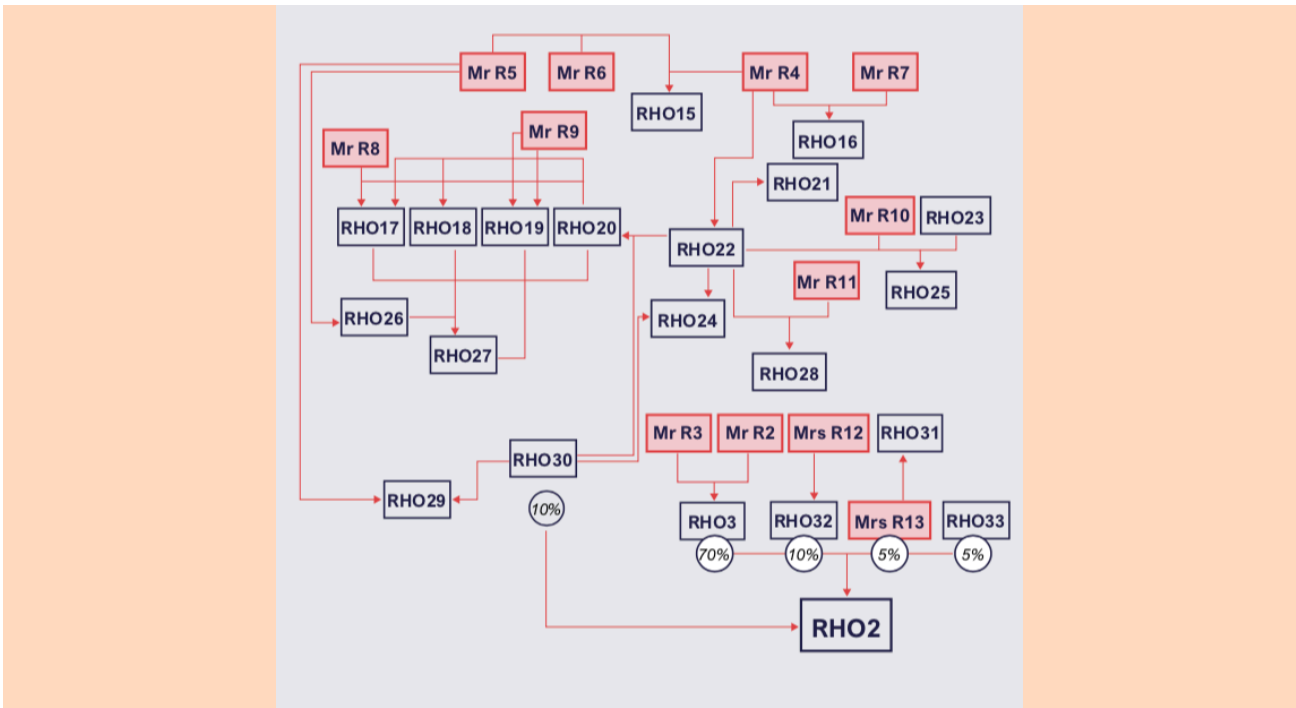 Mr R5
Mr R6
Mr R4
Mr R7
RHO15
Mr R9
RHO16
Mr R8
RHO21
Mr R10
RHO23
RHO17
RHO18
RHO19
RHO20
RHO22
Mr R11
RHO25
RHO26
RHO24
RHO27
RHO28
Mr R3
Mr R2
Mrs R12
RHO31
RHO30
RHO29
10%
RHO3
RHO32
Mrs R13
RHO33
70%
10%
5%
5%
RHO2